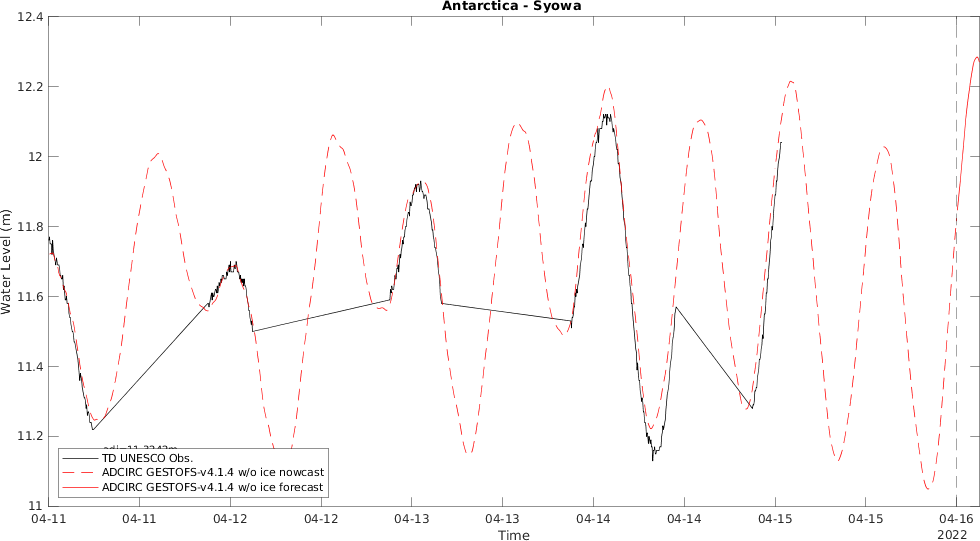 Antarctica - Syowa
12.4
12.2
12
11.8
11.6
11.4
11.2
11
Water Level (m)
TD UNESCO Obs.
ADCIRC GESTOFS-v4.1.4 w/o ice nowcast
ADCIRC GESTOFS-v4.1.4 w/o ice forecast
04-11 04-11 04-12 04-12 04-13 04-13 04-14 04-14 04-15 04-15 04-16
Time
2022